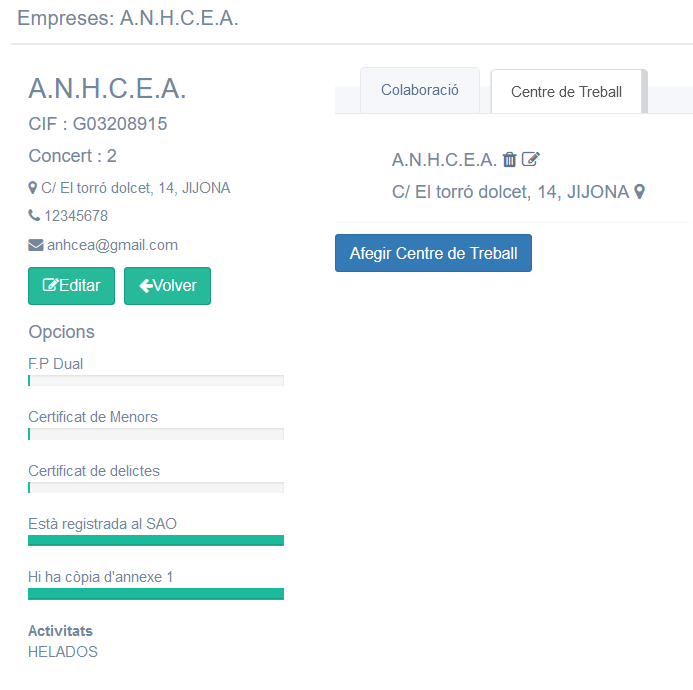 Empreses: A.N.H.C.E.A.
A.N.H.C.E.A.
CIF : G03208915
Concert : 2
C/ El torró dolcet, 14, JIJONA
12345678
anhcea@gmail.com
Editar
Volver
Opcions
F.P Dual
Certificat de Menors
Certificat de delictes
Està registrada al SAO
Hi ha còpia d'annexe 1
Activitats
HELADOS
Colaboració
Centre de Treball
A.N.H.C.E.A.
C/ El torró dolcet, 14, JIJONA
Afegir Centre de Treball